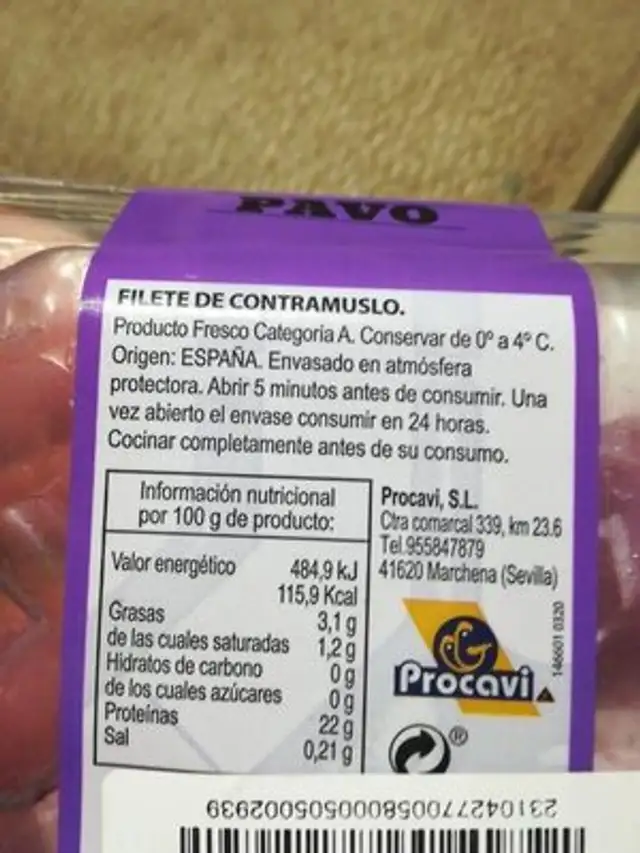 PAVO
FILETE DE CONTRAMUSLO.
Producto Fresco Categoria A. Conservar de 0º a 4º C.
Origen: ESPAÑA. Envasado en atmósfera
protectora. Abrir 5 minutos antes de consumir. Una
vez abierto el envase consumir en 24 horas.
Cocinar completamente antes de su consumo.
Información nutricional
por 100 g de producto:
Valor energético 484,9 kJ
115,9 Kcal
Grasas 3,1 g
de las cuales saturadas 1,2 g
Hidratos de carbono 0 g
de los cuales azúcares 0 g
Proteínas 22 g
Sal 0,21 g
Procavi, S.L.
Ctra comarcal 339, km 23.6
Tel.955847879
41620 Marchena (Sevilla)
Procavi
146601 0320
®
2310427700580005050029​39